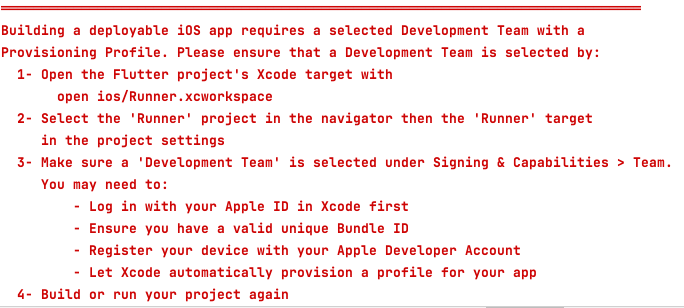 Building a deployable iOS app requires a selected Development Team with a
Provisioning Profile. Please ensure that a Development Team is selected by:
1- Open the Flutter project's Xcode target with
open ios/Runner.xcworkspace
2- Select the 'Runner' project in the navigator then the 'Runner' target
in the project settings
3- Make sure a 'Development Team' is selected under Signing & Capabilities > Team.
You may need to:
- Log in with your Apple ID in Xcode first
- Ensure you have a valid unique Bundle ID
- Register your device with your Apple Developer Account
- Let Xcode automatically provision a profile for your app
4- Build or run your project again